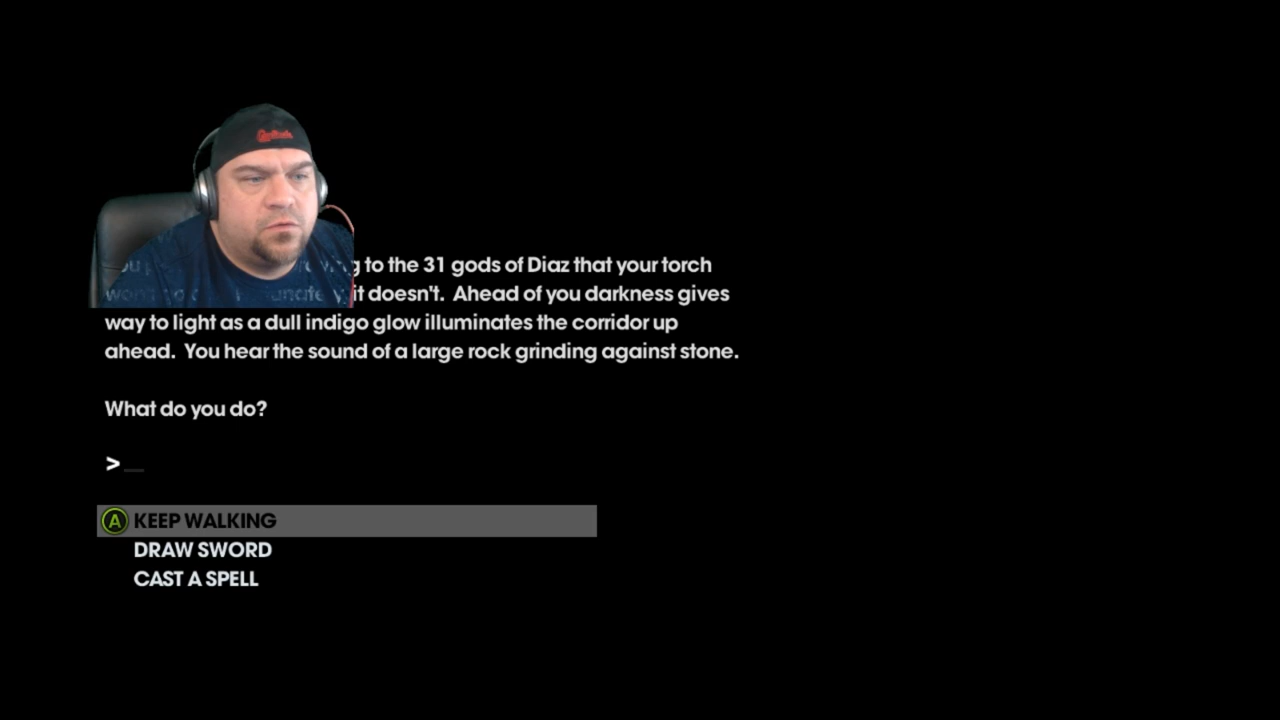 g to the 31 gods of Diaz that your torch
it doesn't. Ahead of you darkness gives
way to light as a dull indigo glow illuminates the corridor up
ahead. You hear the sound of a large rock grinding against stone.
What do you do?
>_
A KEEP WALKING
DRAW SWORD
CAST A SPELL